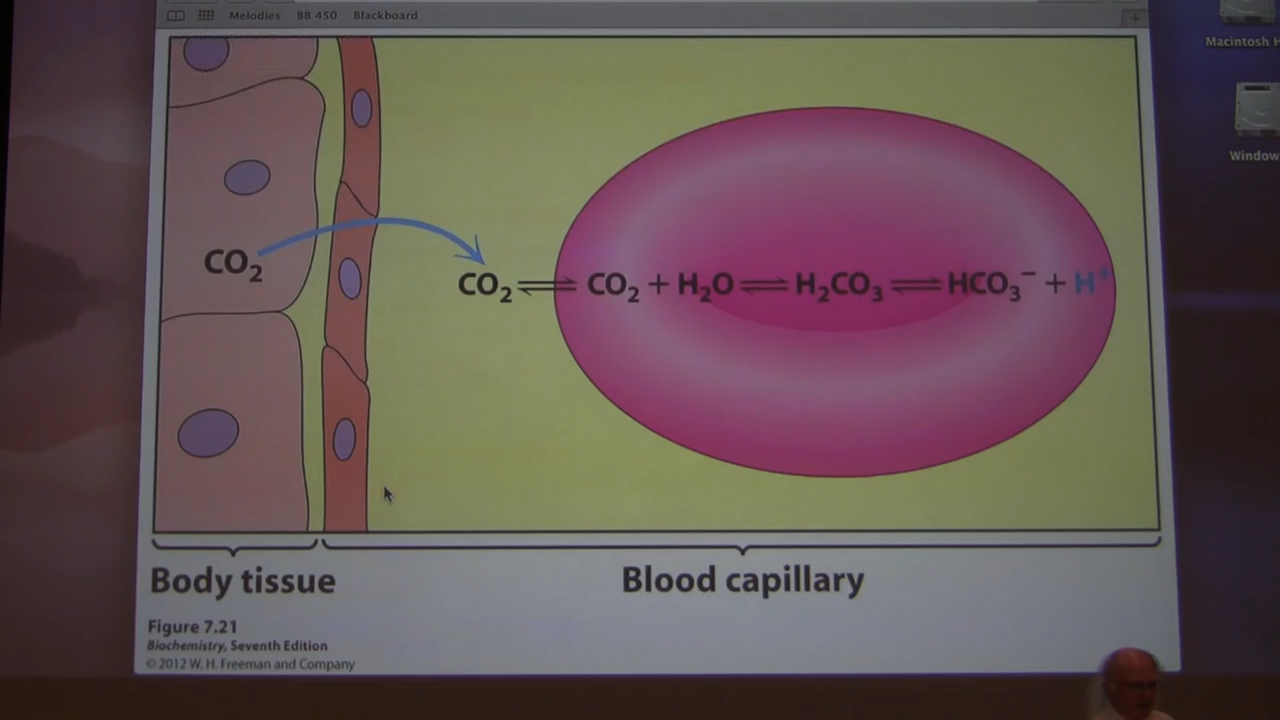 Melodies BB 450 Blackboard
Macintosh H
Window
CO₂
CO₂ ⇌ CO₂ + H₂O ⇌ H₂CO₃ ⇌ HCO₃⁻ + H⁺
Body tissue
Blood capillary
Figure 7.21
Biochemistry, Seventh Edition
© 2012 W. H. Freeman and Company